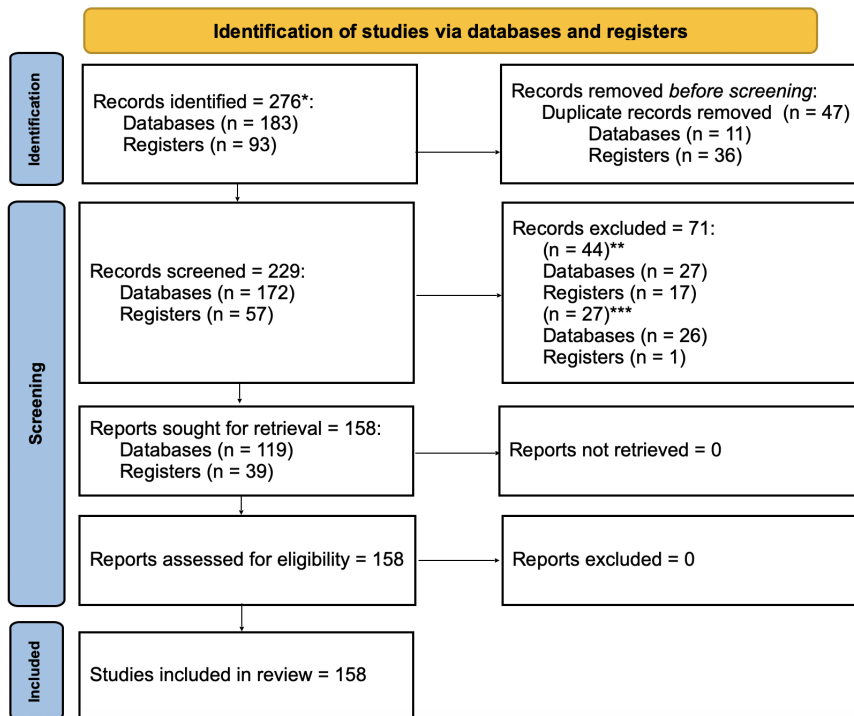 Identification of studies via databases and registers
Identification
Records identified = 276*:
Databases (n = 183)
Registers (n = 93)
Records removed before screening:
Duplicate records removed (n = 47)
Databases (n = 11)
Registers (n = 36)
Screening
Records screened = 229:
Databases (n = 172)
Registers (n = 57)
Records excluded = 71:
(n = 44)**
Databases (n = 27)
Registers (n = 17)
(n = 27)***
Databases (n = 26)
Registers (n = 1)
Reports sought for retrieval = 158:
Databases (n = 119)
Registers (n = 39)
Reports not retrieved = 0
Reports assessed for eligibility = 158
Reports excluded = 0
Included
Studies included in review = 158